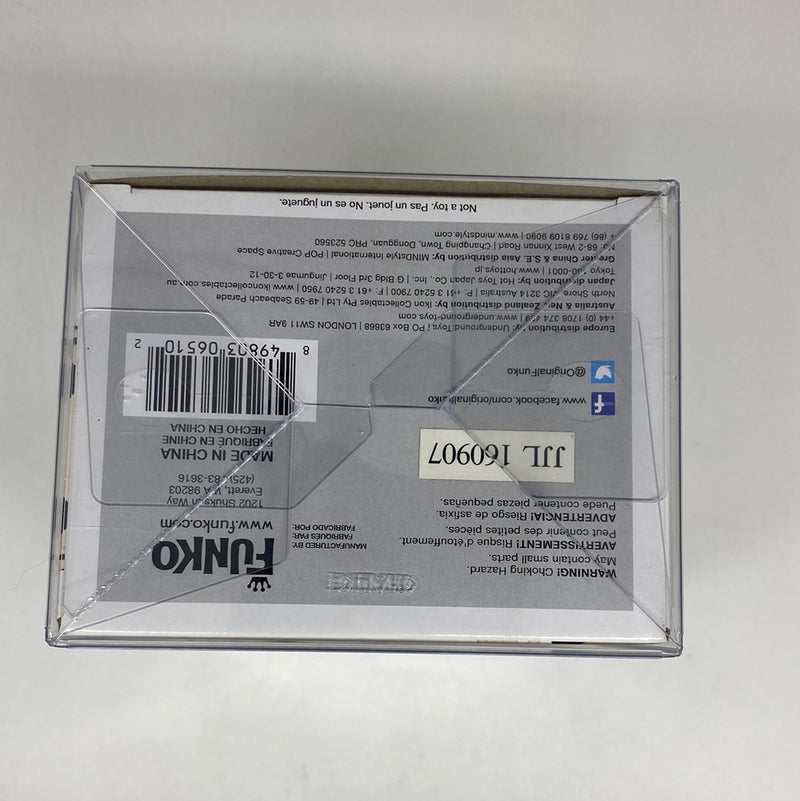 WARNING! Choking Hazard.
May contain small parts.
AVERTISSEMENT! Risque d'étouffement.
Peut contenir des petites pièces.
ADVERTENCIA! Riesgo de asfixia.
Puede contener piezas pequeñas.
JJL 160907
MANUFACTURED BY:
FABRIQUÉS PAR:
FABRICADO POR:
FUNKO
www.funko.com
1202 Shuksan Way
Everett, WA 98203
MADE IN CHINA
FABRIQUÉ EN CHINE
HECHO EN CHINA
8 49803 06510 2
www.facebook.com/originalfunko
@OriginalFunko
Europe distribution by: Underground Toys | PO Box 63668 | LONDON SW11 9AR
www.underground-toys.com
Australia & New Zealand distribution by: Ikon Collectables Pty Ltd | 49-59 Seabeach Parade
North Shore VIC 3214 Australia | P: +61 3 5240 7900 | F: +61 3 5240 7950 | www.ikoncollectables.com.au
Japan distribution by: Hot Toys Japan Co., Inc. | G Bldg 3rd Floor | Jingumae 3-30-12
Tokyo 150-0001 | www.hottoys.jp
Greater China & S.E. Asia distribution by: MINDstyle International | POP Creative Space
No. 68-2 West Xinnan Road | Changping Town, Dongguan, PRC 523560
+ (86) 769 8109 9090 | www.mindstyle.com
Not a toy. Pas un jouet. No es un juguete.